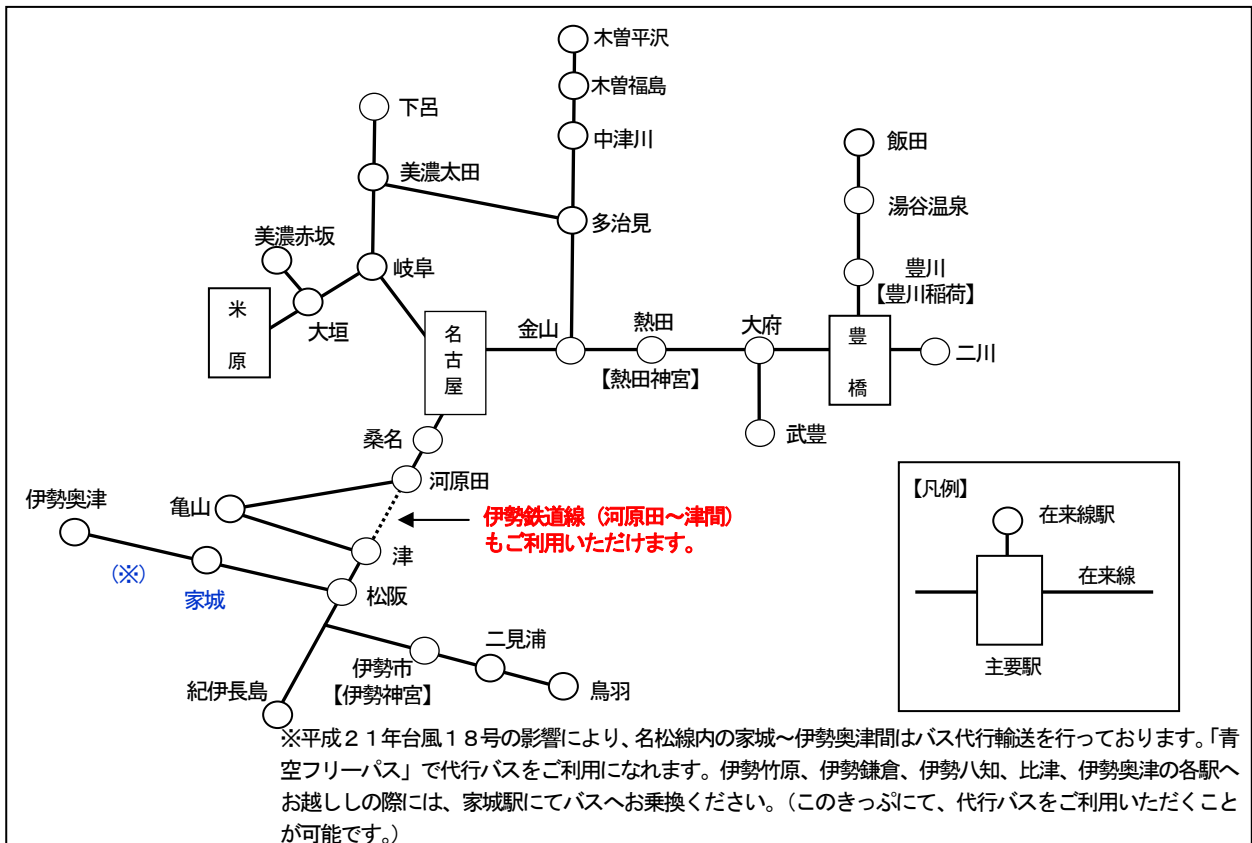 木曽平沢
木曽福島
下呂
中津川
飯田
美濃太田
湯谷温泉
多治見
美濃赤坂
岐阜
豊川
【豊川稲荷】
米原
大垣
名古屋
金山
熱田
【熱田神宮】
大府
豊橋
二川
武豊
桑名
河原田
亀山
伊勢奥津
伊勢鉄道線(河原田~津間)
もご利用いただけます。
津
(※)
家城
松阪
二見浦
伊勢市
【伊勢神宮】
鳥羽
紀伊長島
【凡例】
在来線駅
在来線
主要駅
※平成21年台風18号の影響により、名松線内の家城~伊勢奥津間はバス代行輸送を行っております。「青
空フリーパス」で代行バスをご利用になれます。伊勢竹原、伊勢鎌倉、伊勢八知、比津、伊勢奥津の各駅へ
お越ししの際には、家城駅にてバスへお乗換ください。(このきっぷにて、代行バスをご利用いただくこと
が可能です。)